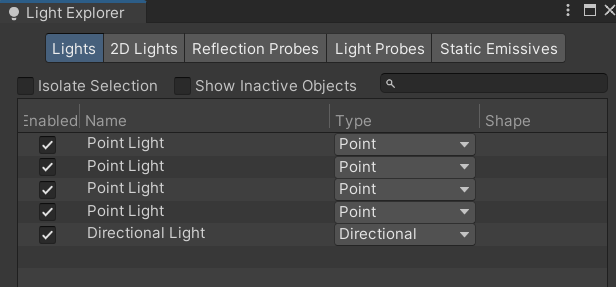 Light Explorer
Lights 2D Lights Reflection Probes Light Probes Static Emissives
Isolate Selection Show Inactive Objects
Enabled Name Type Shape
Point Light Point
Point Light Point
Point Light Point
Point Light Point
Directional Light Directional